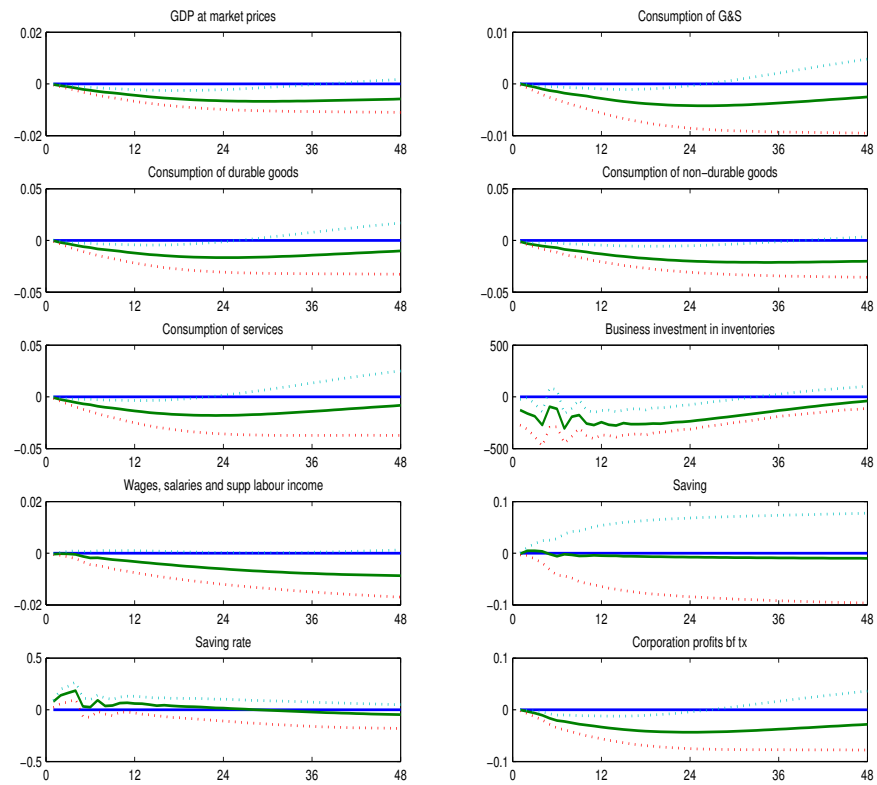 GDP at market prices
0.02
0
−0.02
0 12 24 36 48
Consumption of G&S
0.01
0
−0.01
0 12 24 36 48
Consumption of durable goods
0.05
0
−0.05
0 12 24 36 48
Consumption of non−durable goods
0.05
0
−0.05
0 12 24 36 48
Consumption of services
0.05
0
−0.05
0 12 24 36 48
Business investment in inventories
500
0
−500
0 12 24 36 48
Wages, salaries and supp labour income
0.02
0
−0.02
0 12 24 36 48
Saving
0.1
0
−0.1
0 12 24 36 48
Saving rate
0.5
0
−0.5
0 12 24 36 48
Corporation profits bf tx
0.1
0
−0.1
0 12 24 36 48